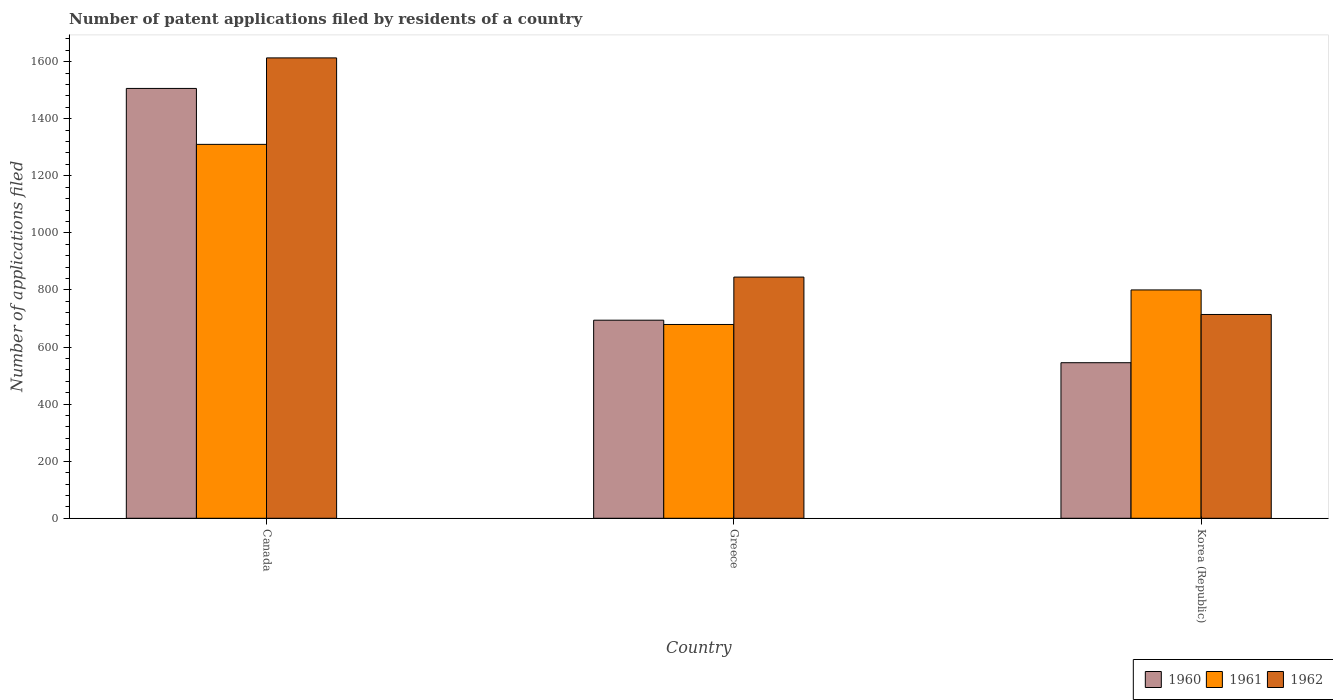 Number of patent applications filed by residents of a country
Number of applications filed
1600
1400
1200
1000
800
600
400
200
0
Canada
Greece
Korea (Republic)
Country
1960
1961
1962